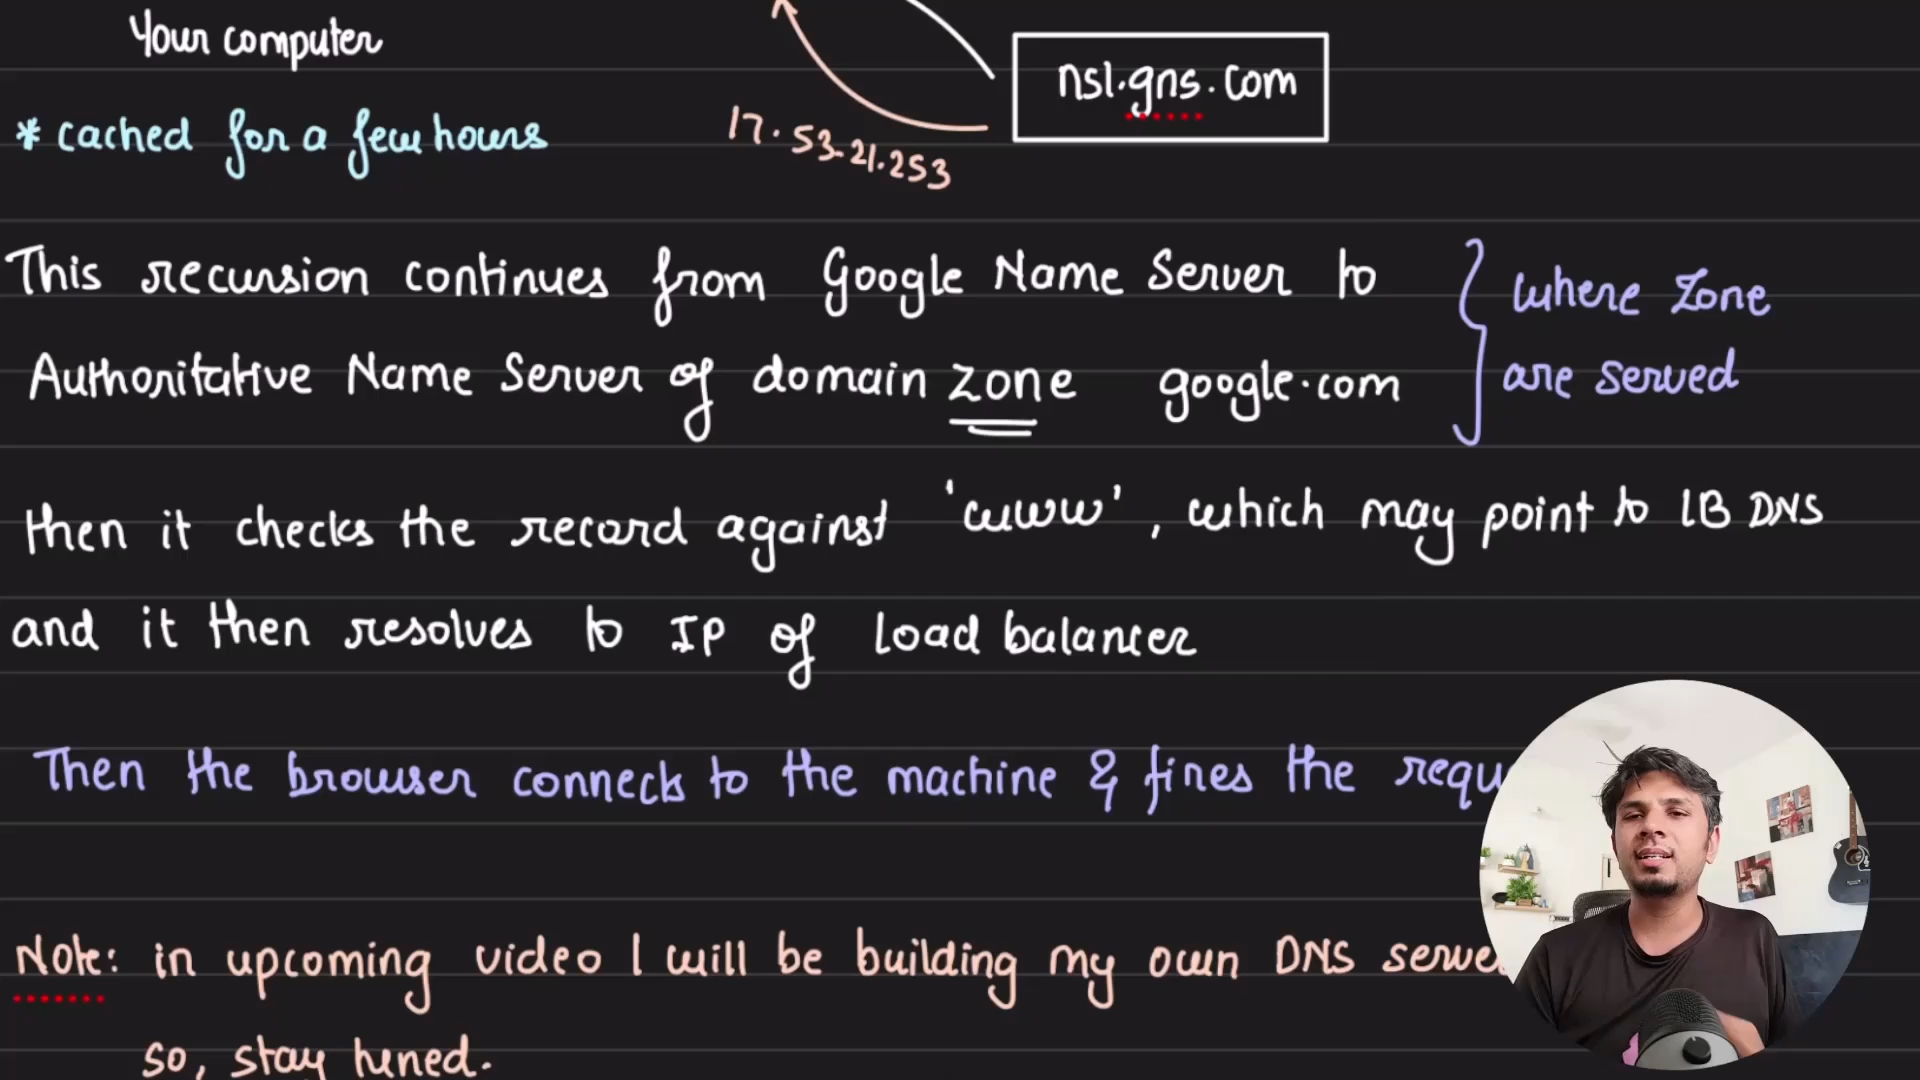 Your computer
ns1.gns.com
* cached for a few hours
17.53.21.253
This recursion continues from Google Name Server to
where zone
Authoritative Name Server of domain zone google.com
are served
then it checks the record against 'www', which may point to LB DNS
and it then resolves to IP of Load balancer
Then the browser connects to the machine & fires the requ
Note: in upcoming video I will be building my own DNS serve
so, stay tuned.